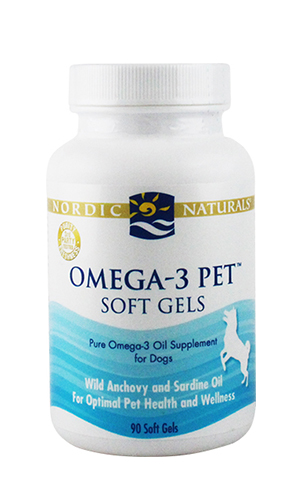 NORDIC NATURALS®
OMEGA-3 PET™
SOFT GELS
Pure Omega-3 Oil Supplement
for Dogs
Wild Anchovy and Sardine Oil
For Optimal Pet Health and Wellness
90 Soft Gels